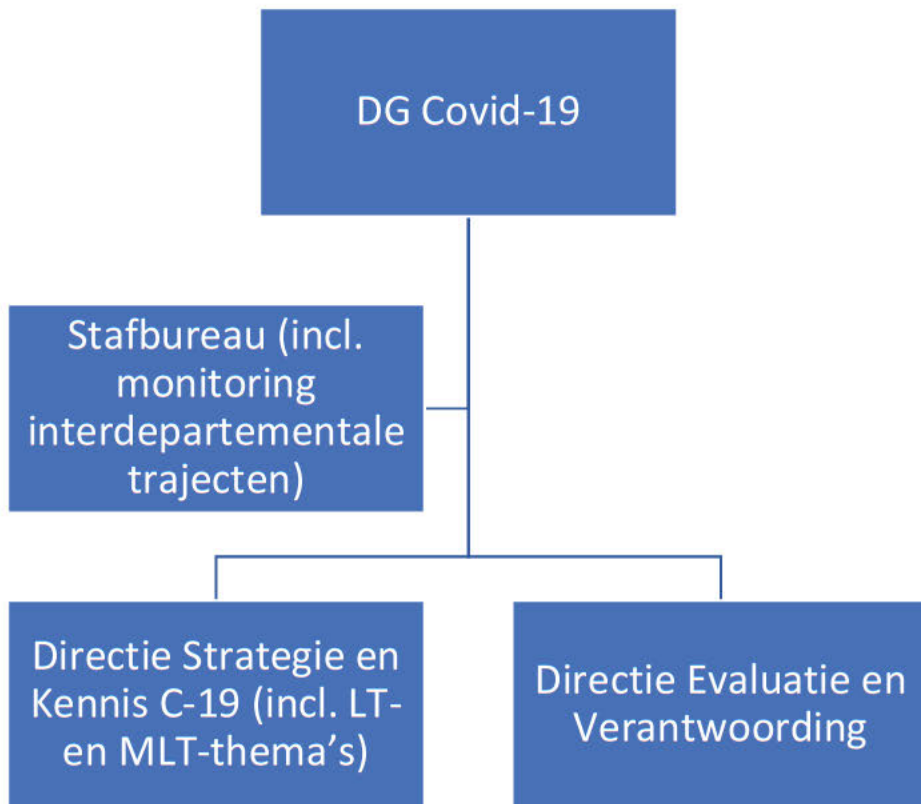 DG Covid-19
Stafbureau (incl.
monitoring
interdepartementale
trajecten)
Directie Strategie en
Kennis C-19 (incl. LT-
en MLT-thema’s)
Directie Evaluatie en
Verantwoording